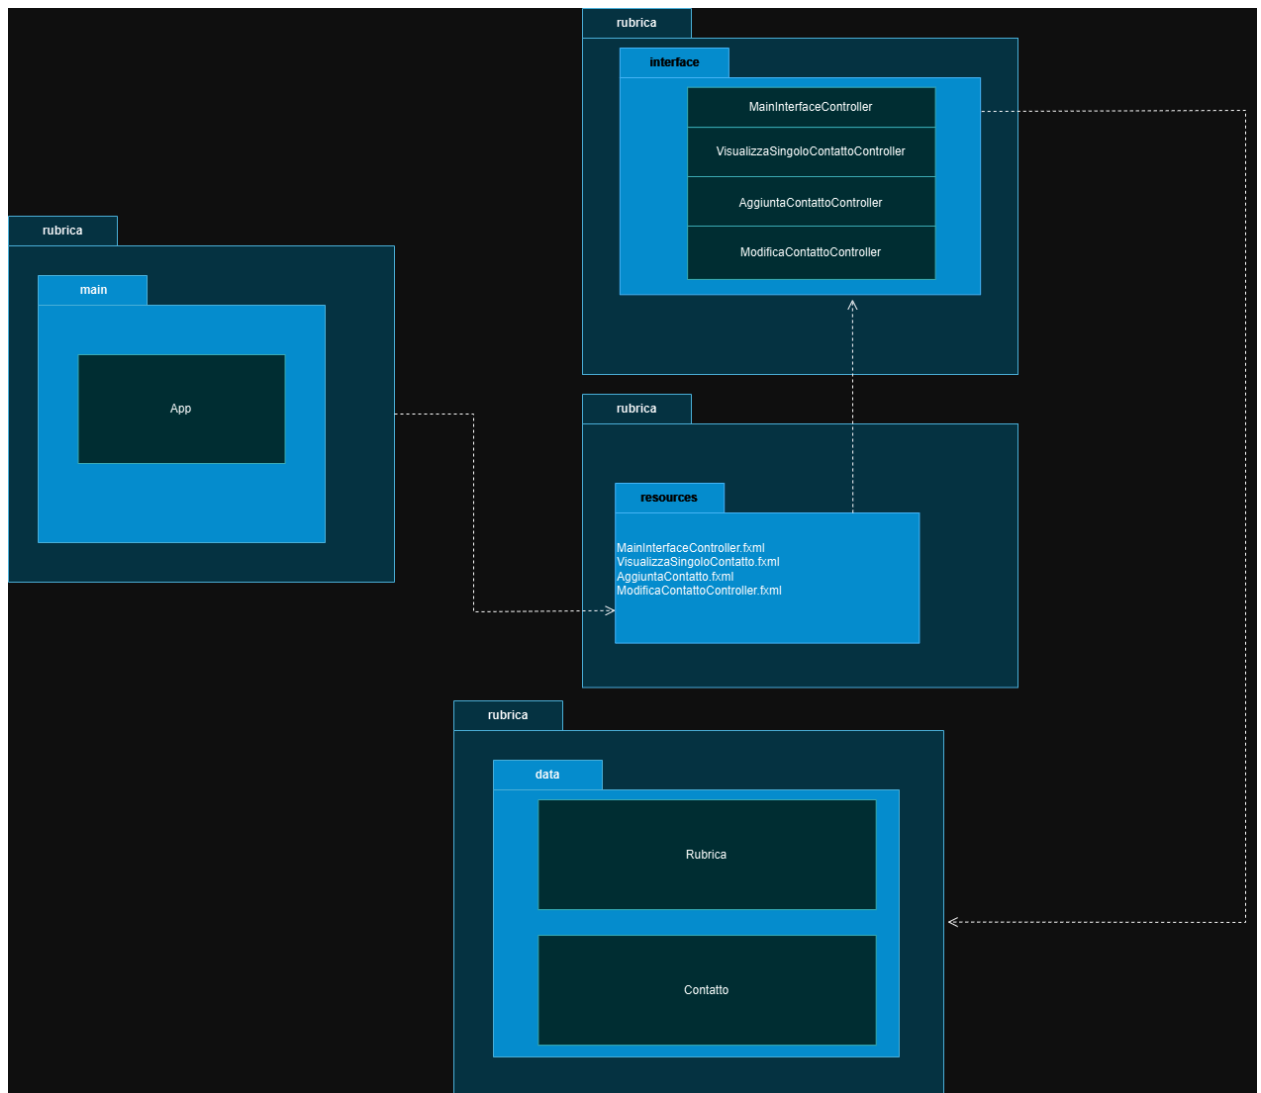 rubrica
interface
MainInterfaceController
VisualizzaSingoloContattoController
AggiuntaContattoController
ModificaContattoController
rubrica
main
App
rubrica
resources
MainInterfaceController.fxml
VisualizzaSingoloContatto.fxml
AggiuntaContatto.fxml
ModificaContattoController.fxml
rubrica
data
Rubrica
Contatto